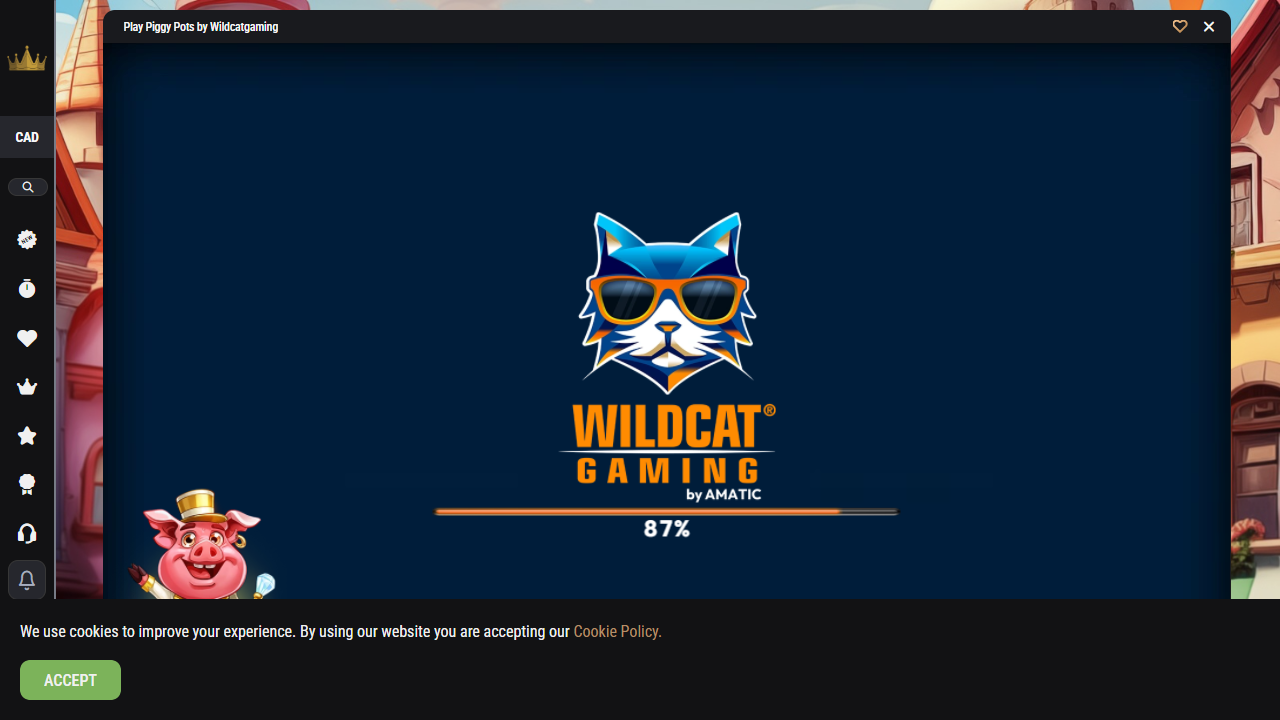 Play Piggy Pots by Wildcatgaming
CAD
NEW
WILDCAT®
GAMING
by AMATIC
87%
We use cookies to improve your experience. By using our website you are accepting our Cookie Policy.
ACCEPT